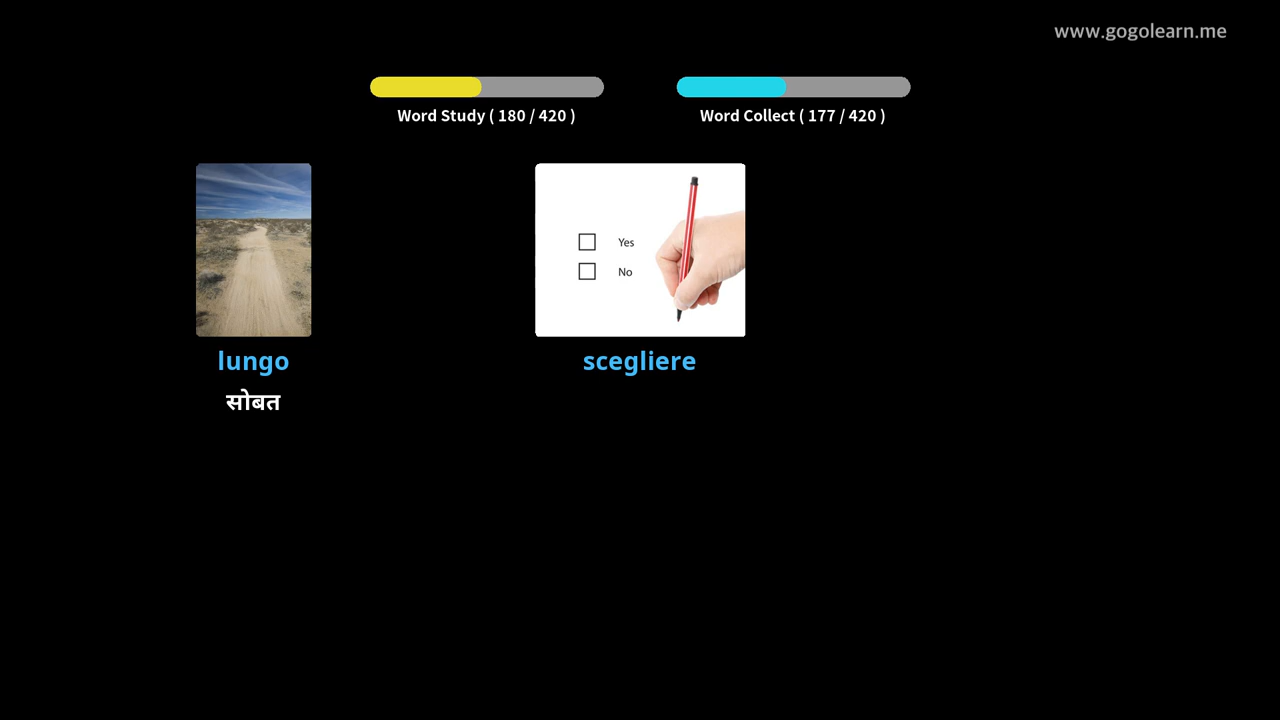 www.gogolearn.me
Word Study ( 180 / 420 )
Word Collect ( 177 / 420 )
Yes
No
lungo
scegliere
सोबत